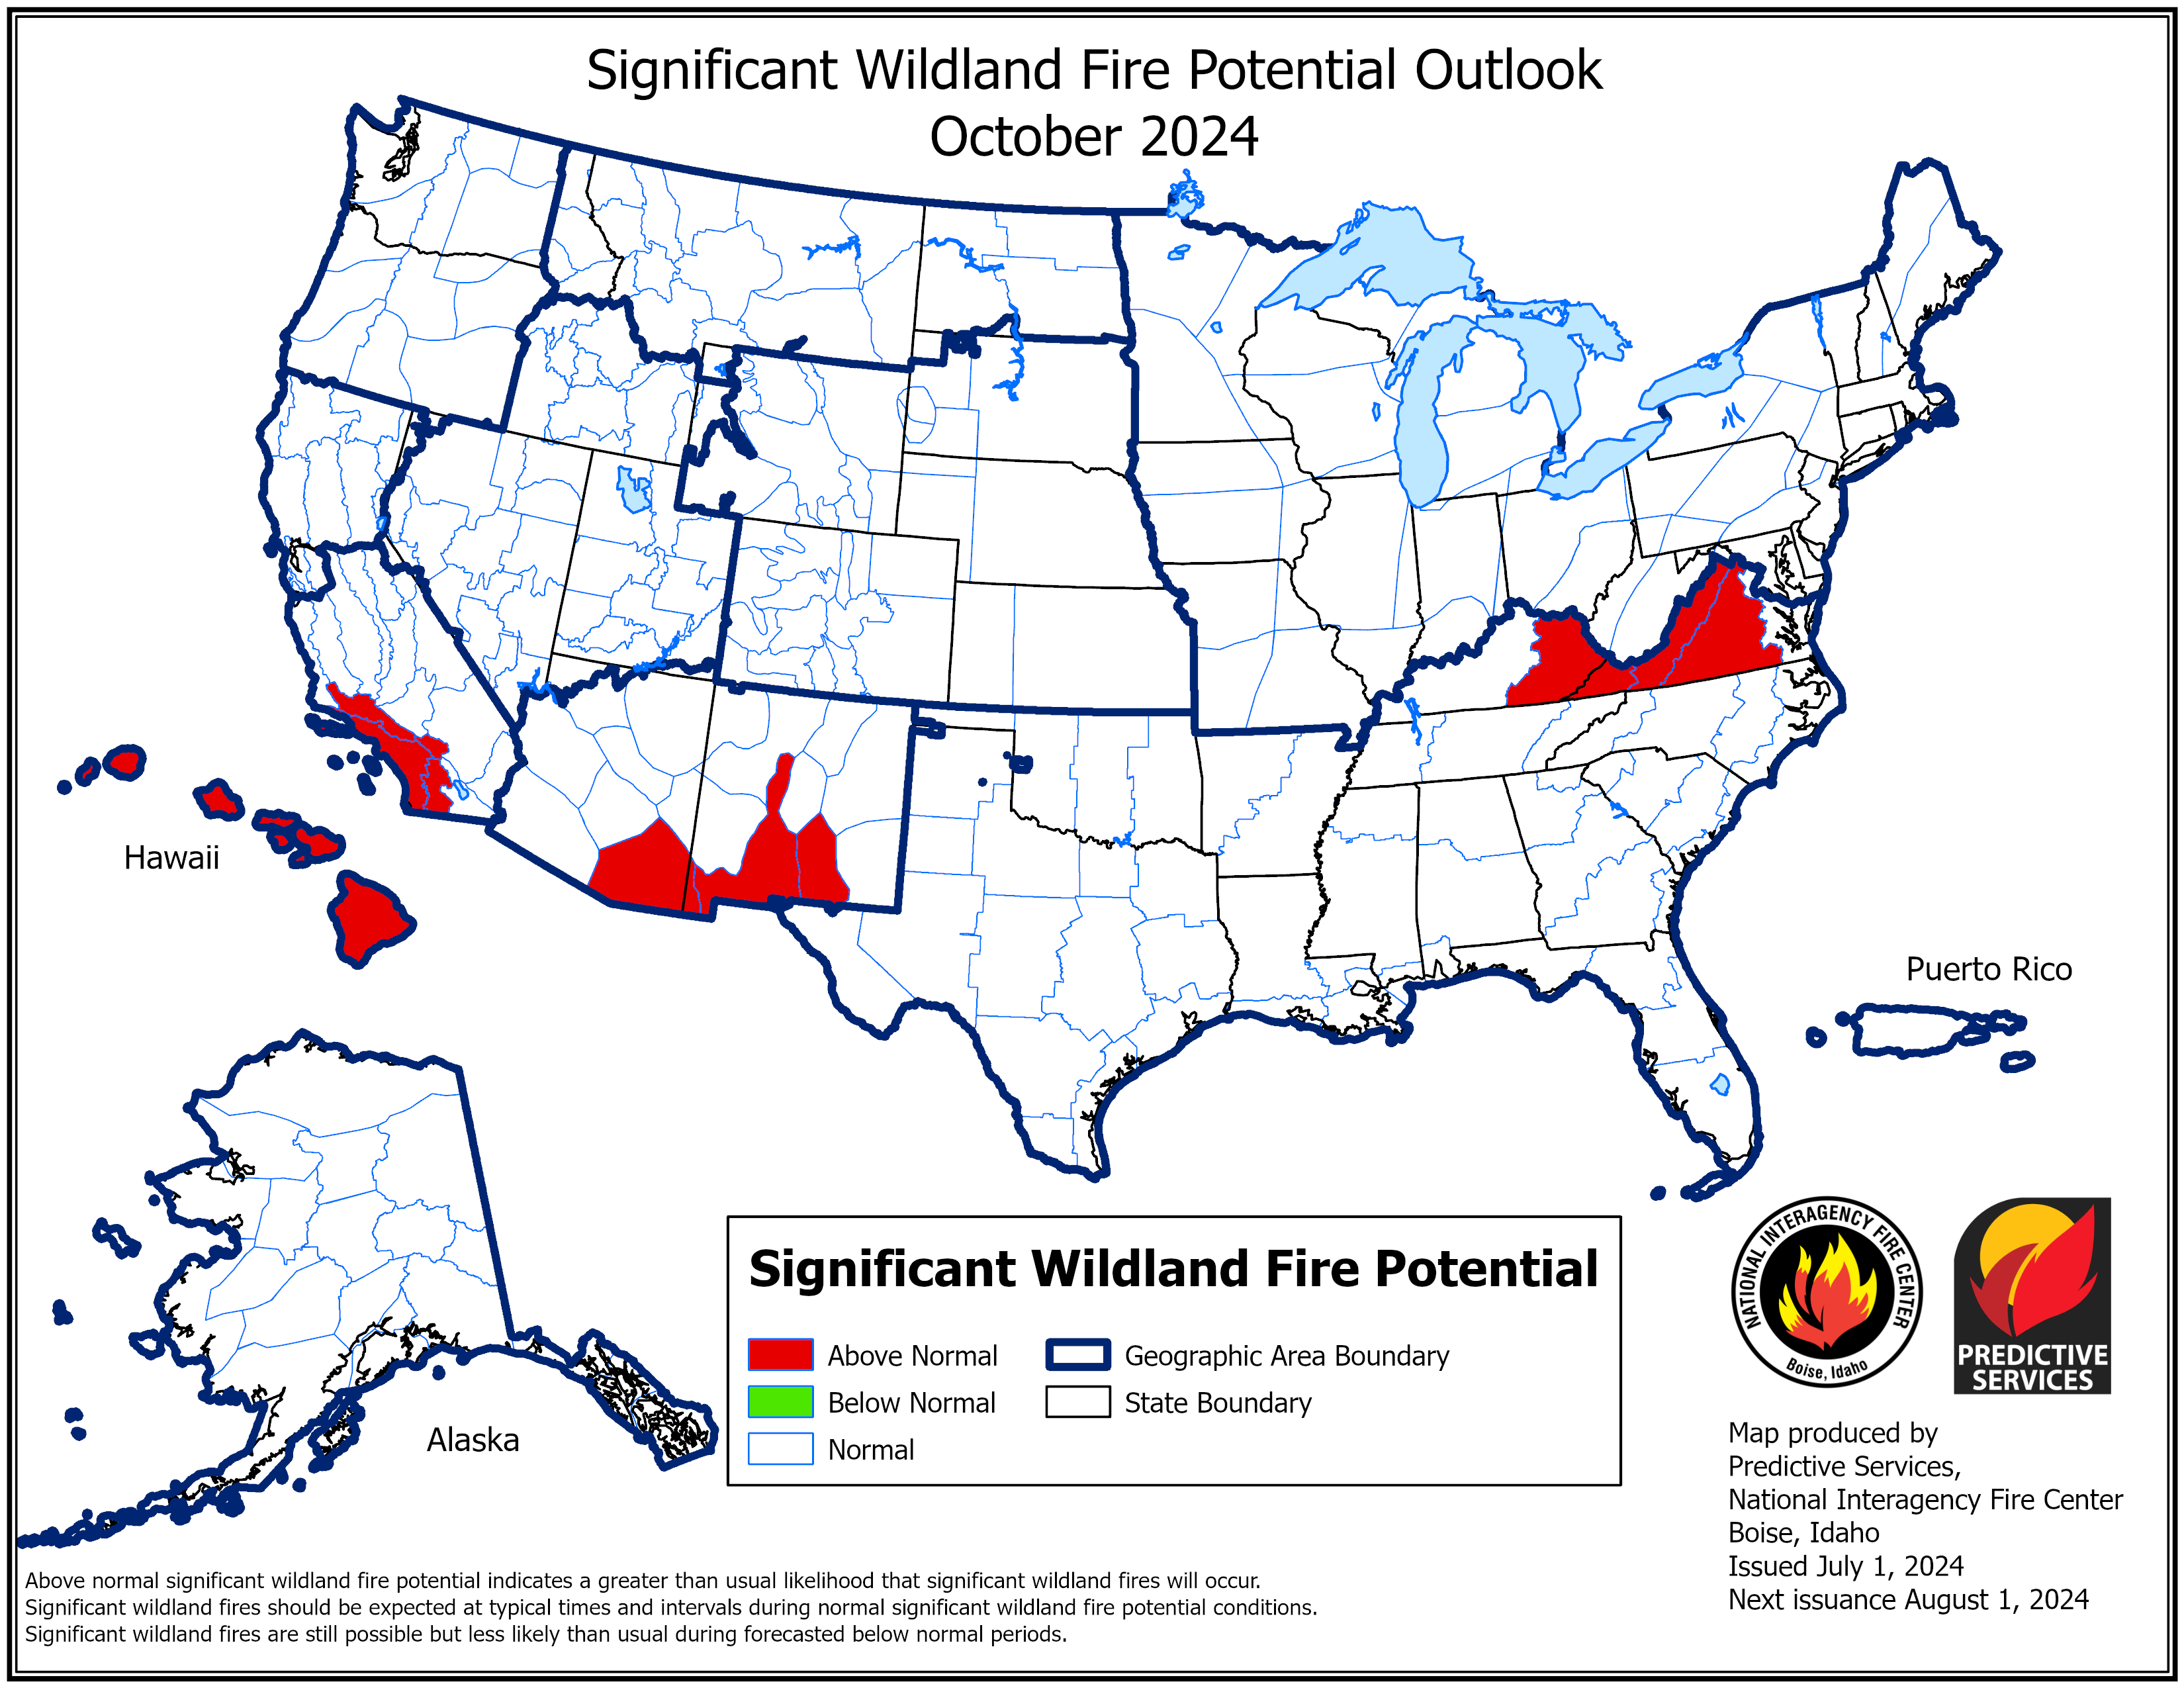 Significant Wildland Fire Potential Outlook
October 2024
Hawaii
Puerto Rico
Alaska
Significant Wildland Fire Potential
Above Normal
Below Normal
Normal
Geographic Area Boundary
State Boundary
NATIONAL INTERAGENCY FIRE CENTER
Boise, Idaho
PREDICTIVE
SERVICES
Map produced by
Predictive Services,
National Interagency Fire Center
Boise, Idaho
Issued July 1, 2024
Next issuance August 1, 2024
Above normal significant wildland fire potential indicates a greater than usual likelihood that significant wildland fires will occur.
Significant wildland fires should be expected at typical times and intervals during normal significant wildland fire potential conditions.
Significant wildland fires are still possible but less likely than usual during forecasted below normal periods.